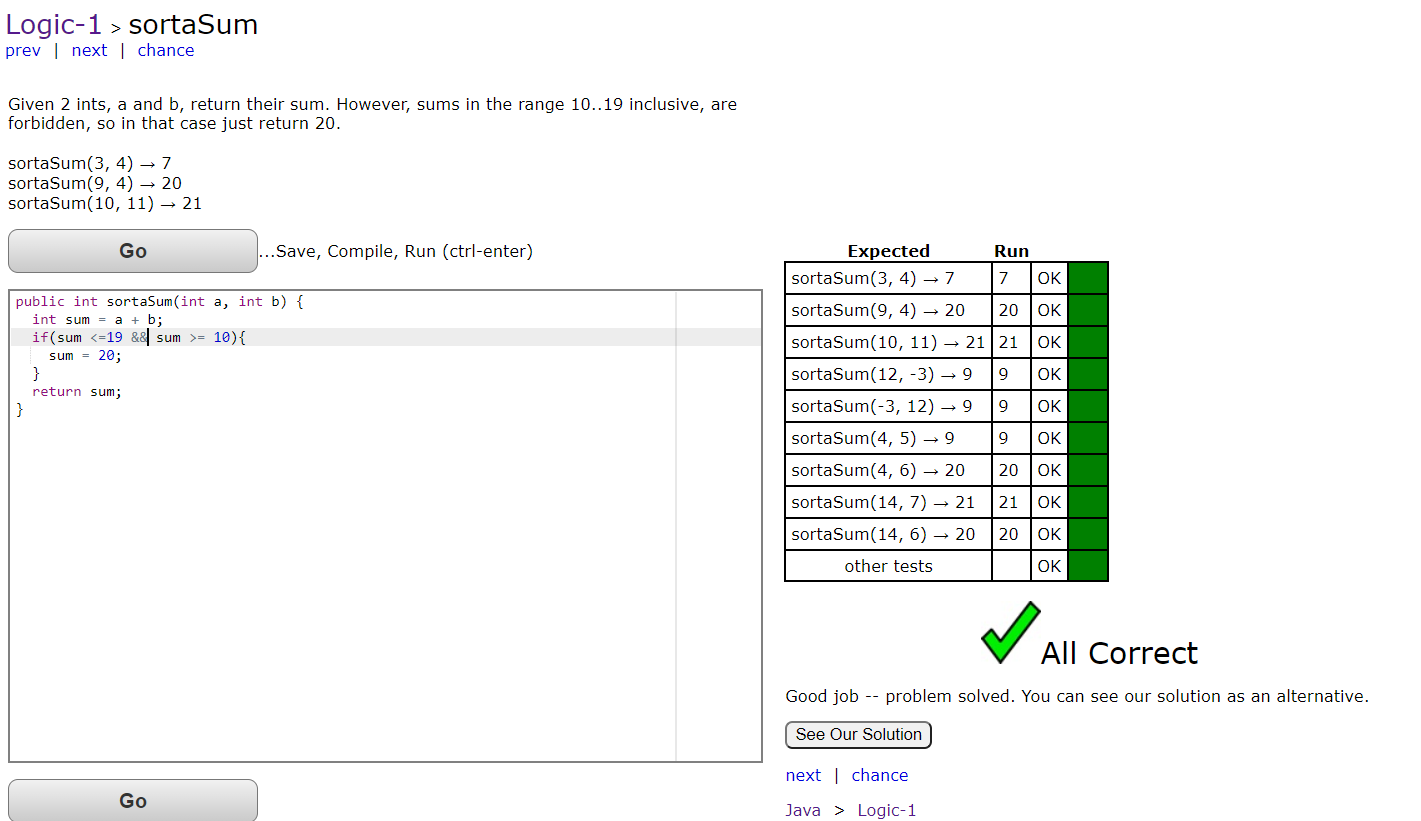 Logic-1 > sortaSum
prev | next | chance
Given 2 ints, a and b, return their sum. However, sums in the range 10..19 inclusive, are
forbidden, so in that case just return 20.
sortaSum(3, 4) → 7
sortaSum(9, 4) → 20
sortaSum(10, 11) → 21
Go ...Save, Compile, Run (ctrl-enter)
public int sortaSum(int a, int b) {
  int sum = a + b;
  if(sum <=19 && sum >= 10){
    sum = 20;
  }
  return sum;
}
Go
Expected Run
sortaSum(3, 4) → 7 7 OK
sortaSum(9, 4) → 20 20 OK
sortaSum(10, 11) → 21 21 OK
sortaSum(12, -3) → 9 9 OK
sortaSum(-3, 12) → 9 9 OK
sortaSum(4, 5) → 9 9 OK
sortaSum(4, 6) → 20 20 OK
sortaSum(14, 7) → 21 21 OK
sortaSum(14, 6) → 20 20 OK
other tests OK
All Correct
Good job -- problem solved. You can see our solution as an alternative.
See Our Solution
next | chance
Java > Logic-1